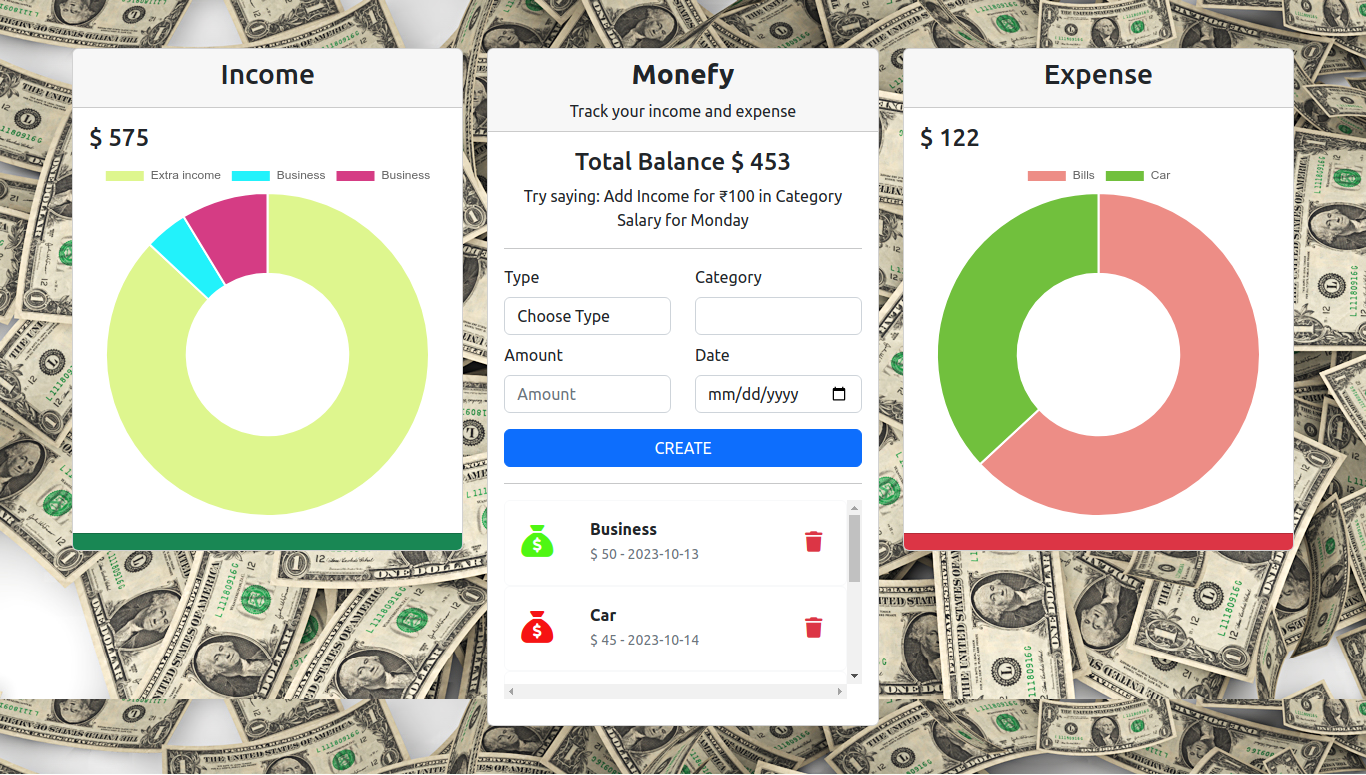 Income
$ 575
Extra income
Business
Business
Monefy
Track your income and expense
Total Balance $ 453
Try saying: Add Income for ₹100 in Category
Salary for Monday
Type
Category
Choose Type
Amount
Date
Amount
mm/dd/yyyy
CREATE
Business
$ 50 - 2023-10-13
Car
$ 45 - 2023-10-14
Expense
$ 122
Bills
Car